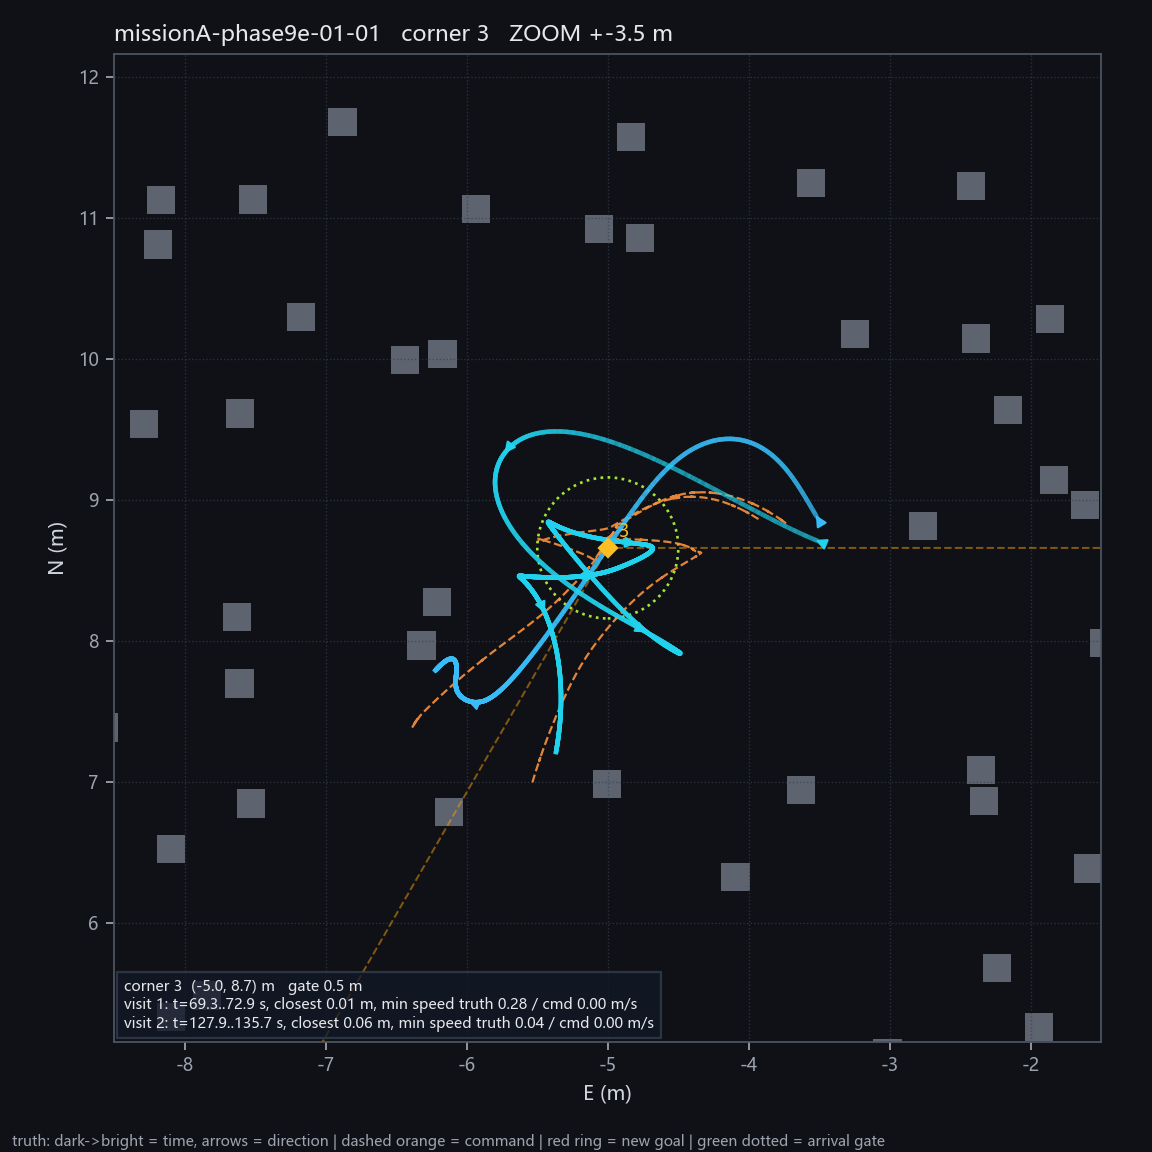 missionA-phase9e-01-01   corner 3   ZOOM +-3.5 m
12
11
10
9
8
7
6
N (m)
3
corner 3  (-5.0, 8.7) m   gate 0.5 m
visit 1: t=69.3..72.9 s, closest 0.01 m, min speed truth 0.28 / cmd 0.00 m/s
visit 2: t=127.9..135.7 s, closest 0.06 m, min speed truth 0.04 / cmd 0.00 m/s
-8 -7 -6 -5 -4 -3 -2
E (m)
truth: dark->bright = time, arrows = direction | dashed orange = command | red ring = new goal | green dotted = arrival gate